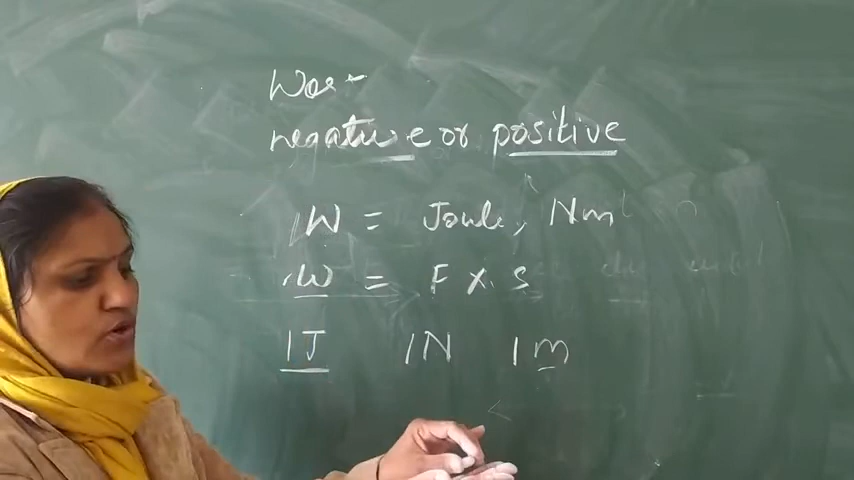 negative or positive
W = Joule, Nm
W = F x s
1J 1N 1m